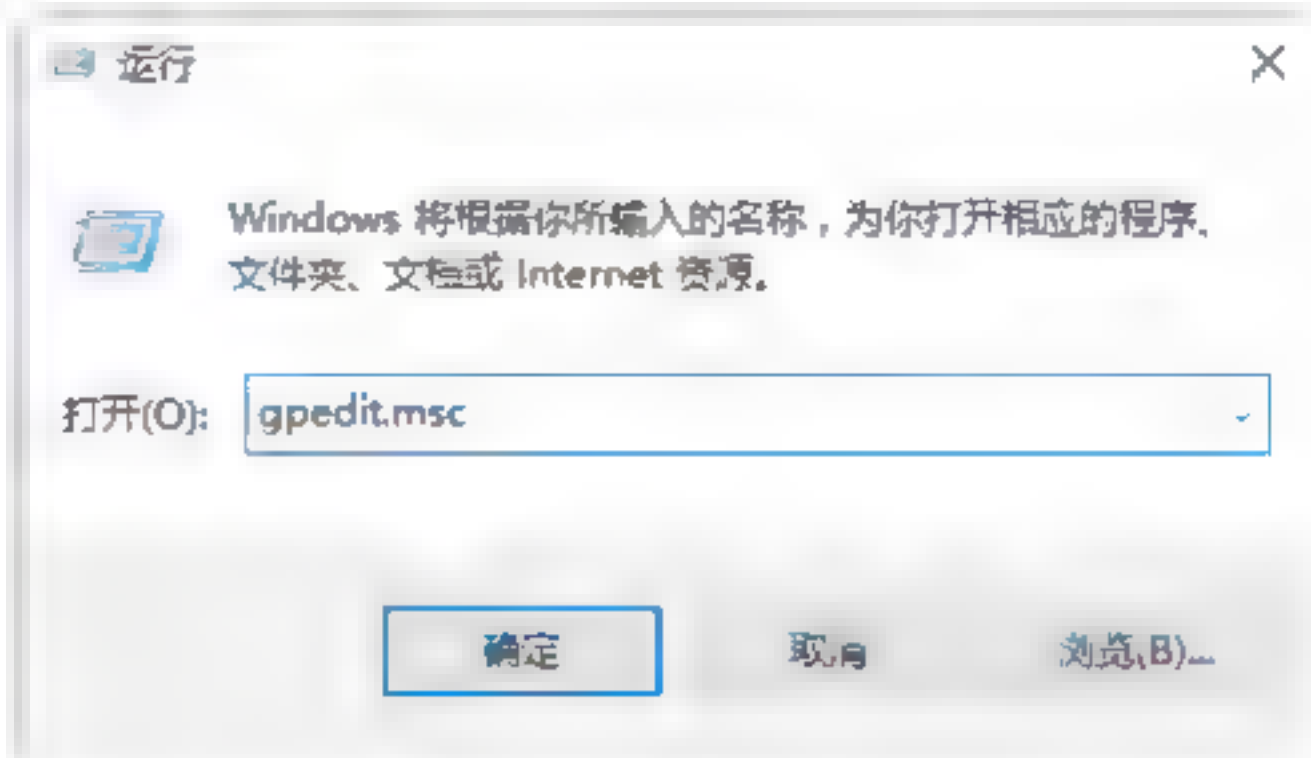 运行
Windows 将根据你所输入的名称，为你打开相应的程序、
文件夹、文档或 Internet 资源。
打开(O): gpedit.msc
确定 取消 浏览(B)...